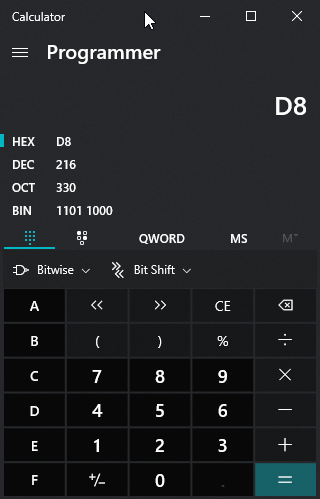 Calculator
Programmer
D8
HEX D8
DEC 216
OCT 330
BIN 1101 1000
QWORD MS M˅
Bitwise Bit Shift
A << >> CE
B ( ) % ÷
C 7 8 9 ×
D 4 5 6 −
E 1 2 3 +
F +/− 0 . =